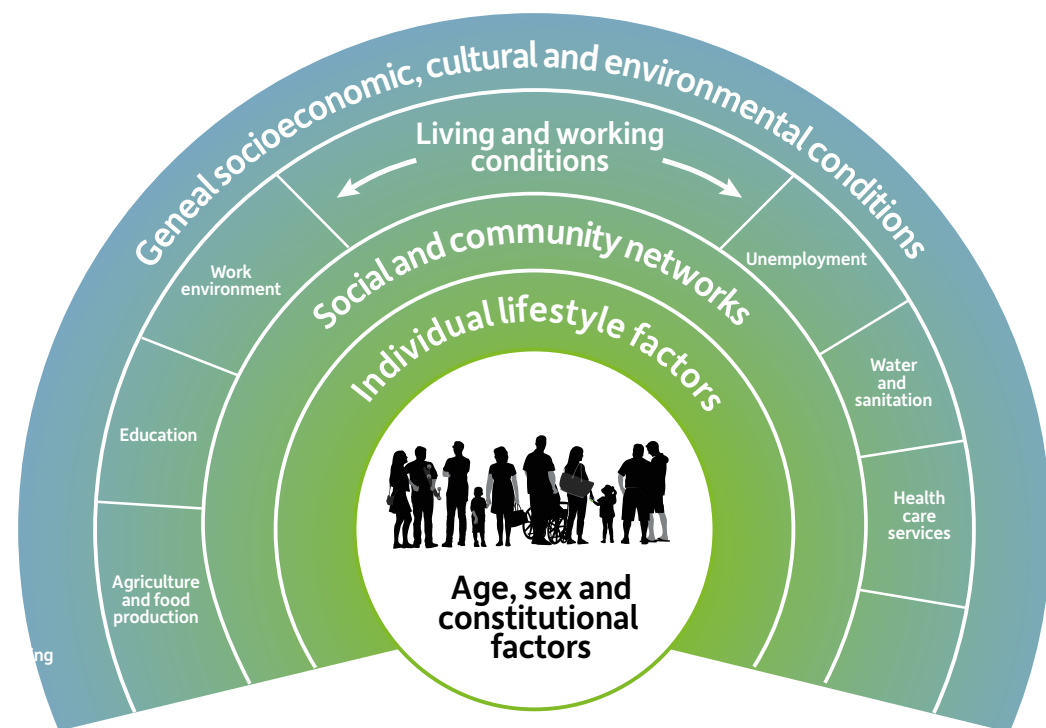 Geneal socioeconomic, cultural and environmental conditions
Living and working
conditions
Social and community networks
Individual lifestyle factors
Work
environment
Unemployment
Education
Water
and
sanitation
Agriculture
and food
production
Health
care
services
ing
Age, sex and
constitutional
factors